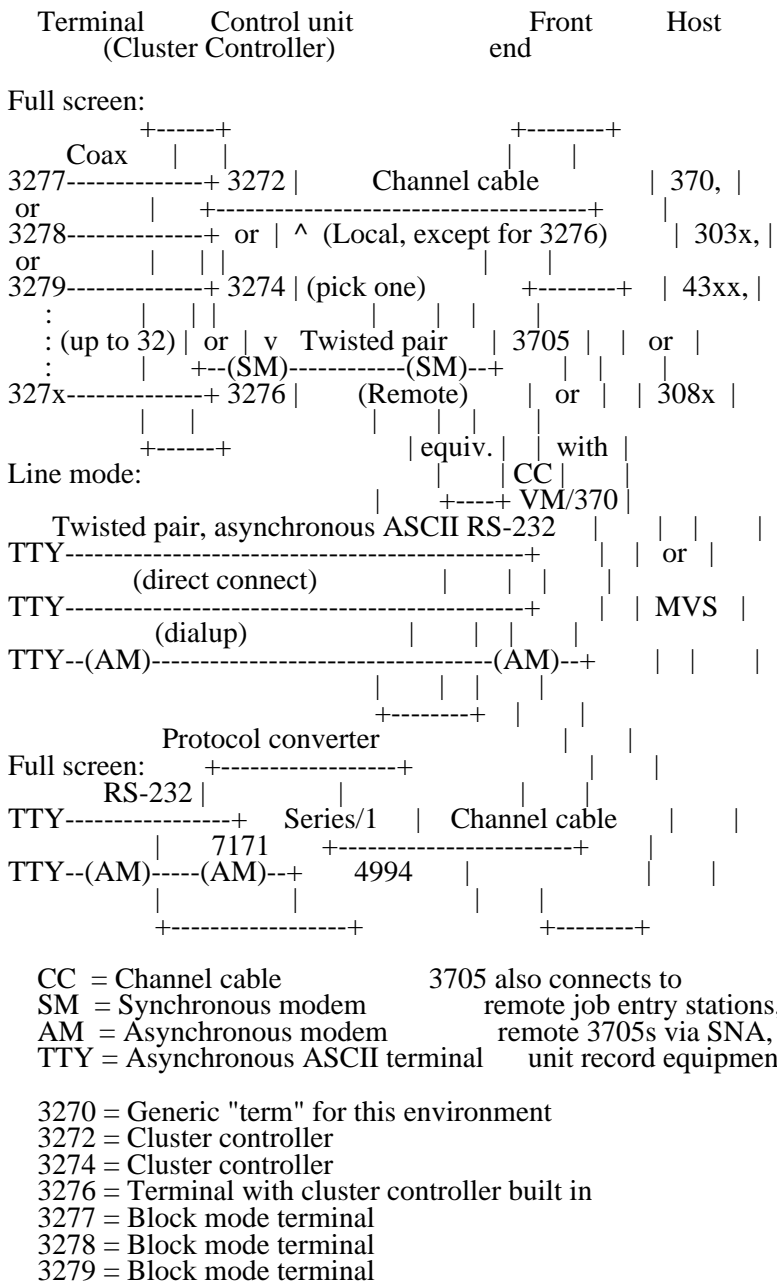 Terminal Control unit Front Host
(Cluster Controller) end
Full screen:
+------+ +--------+
Coax | | | |
3277--------------+ 3272 | Channel cable | 370, |
or | +--------------------------------------+ |
3278--------------+ or | ^ (Local, except for 3276) | 303x, |
or | | | | |
3279--------------+ 3274 | (pick one) +--------+ | 43xx, |
: | | | | | | |
: (up to 32) | or | v Twisted pair | 3705 | | or |
: | +--(SM)------------(SM)--+ | | |
327x--------------+ 3276 | (Remote) | or | | 308x |
| | | | | |
+------+ | equiv. | | with |
Line mode: | | CC | |
| +----+ VM/370 |
Twisted pair, asynchronous ASCII RS-232 | | | |
TTY-----------------------------------------------+ | | or |
(direct connect) | | | |
TTY-----------------------------------------------+ | | MVS |
(dialup) | | | |
TTY--(AM)-----------------------------------(AM)--+ | | |
| | | |
+--------+ | |
Protocol converter | |
Full screen: +------------------+ | |
RS-232 | | | |
TTY-----------------+ Series/1 | Channel cable | |
| 7171 +------------------------+ |
TTY--(AM)-----(AM)--+ 4994 | | |
| | | |
+------------------+ +--------+
CC = Channel cable 3705 also connects to
SM = Synchronous modem remote job entry stations,
AM = Asynchronous modem remote 3705s via SNA,
TTY = Asynchronous ASCII terminal unit record equipmen
3270 = Generic "term" for this environment
3272 = Cluster controller
3274 = Cluster controller
3276 = Terminal with cluster controller built in
3277 = Block mode terminal
3278 = Block mode terminal
3279 = Block mode terminal